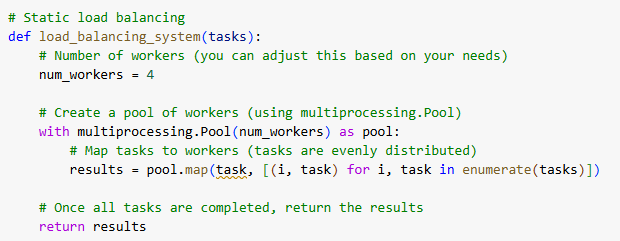 # Static load balancing
def load_balancing_system(tasks):
    # Number of workers (you can adjust this based on your needs)
    num_workers = 4
    # Create a pool of workers (using multiprocessing.Pool)
    with multiprocessing.Pool(num_workers) as pool:
        # Map tasks to workers (tasks are evenly distributed)
        results = pool.map(task, [(i, task) for i, task in enumerate(tasks)])
    # Once all tasks are completed, return the results
    return results